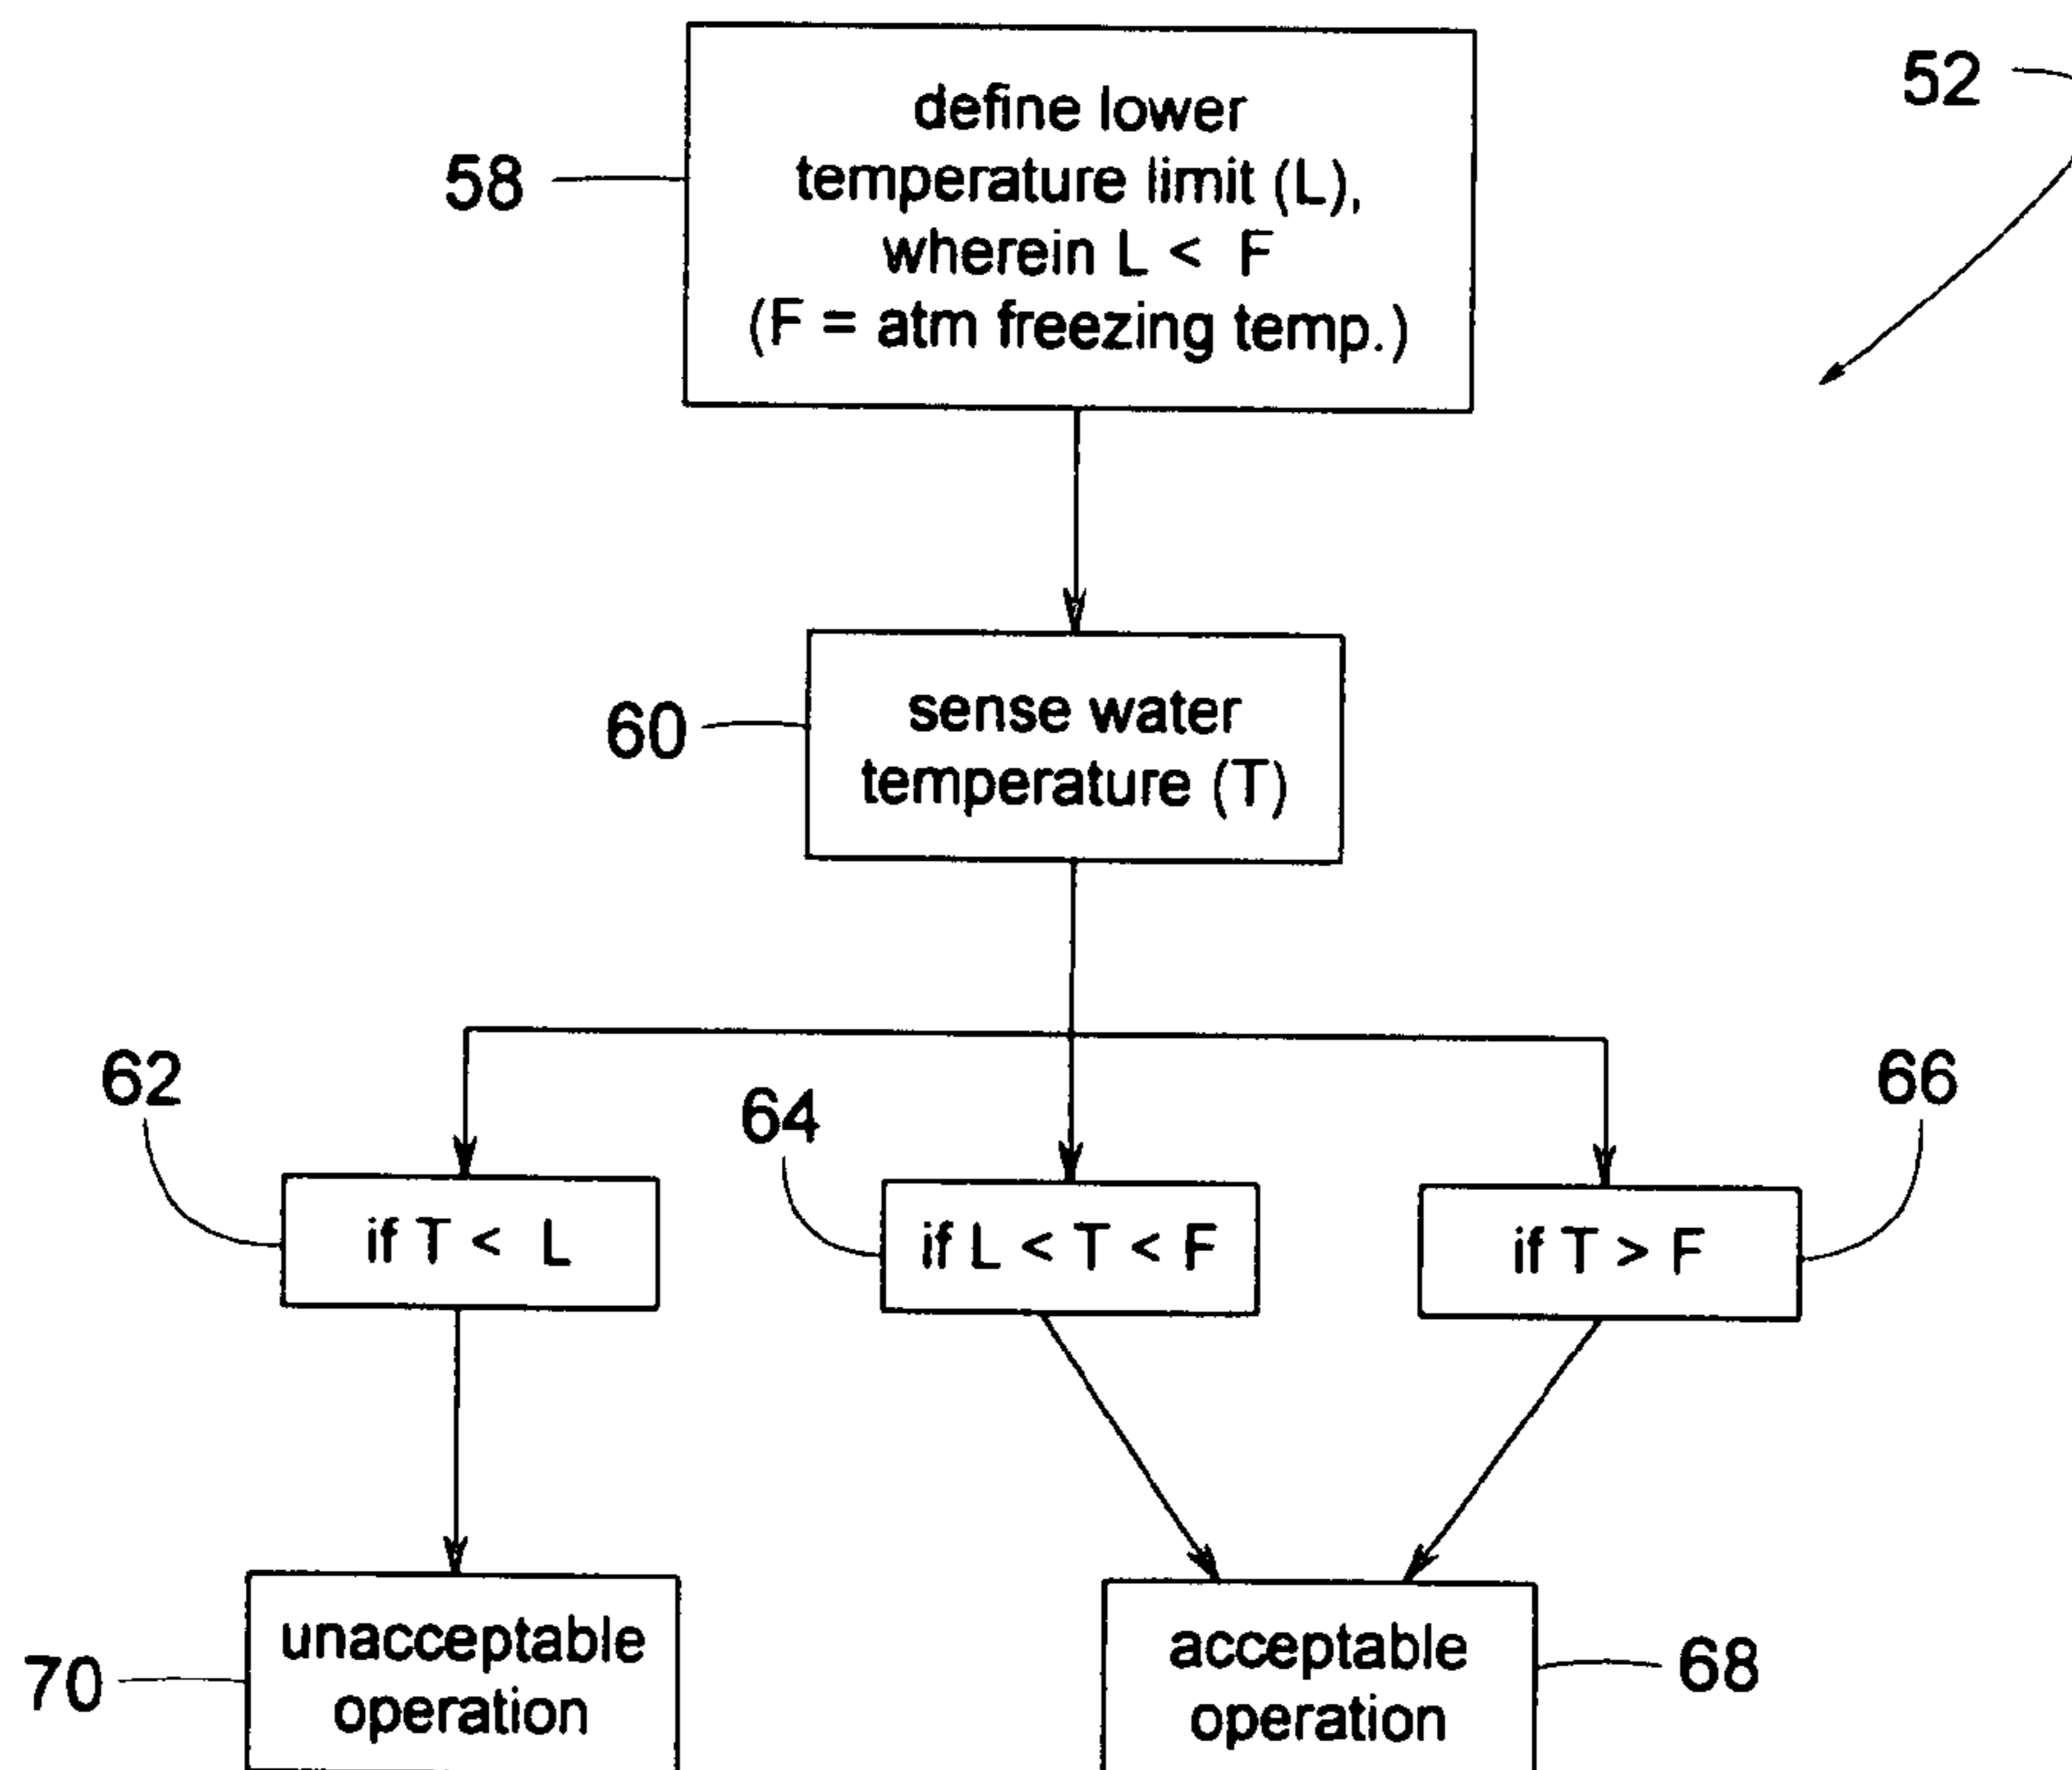 52
58
define lower
temperature limit (L),
wherein L < F
(F = atm freezing temp.)
60
sense water
temperature (T)
62
64
66
if T < L
if L < T < F
if T > F
70
unacceptable
operation
acceptable
operation
68